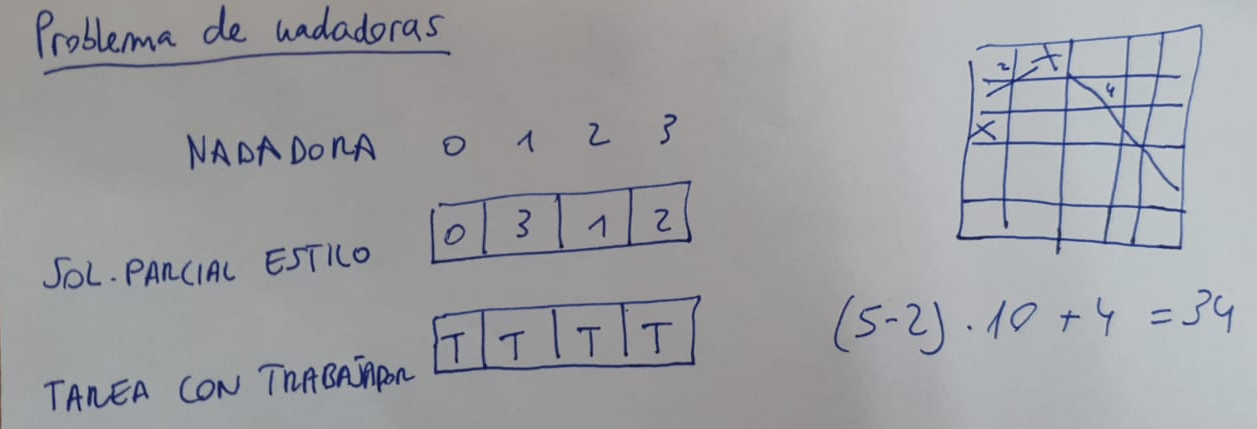 Problema de nadadoras
NADADORA 0 1 2 3
SOL. PARCIAL ESTILO 0 3 1 2
TAREA CON TRABAJADOR T T T T
2 X
4
X
(5-2) · 10 + 4 = 34